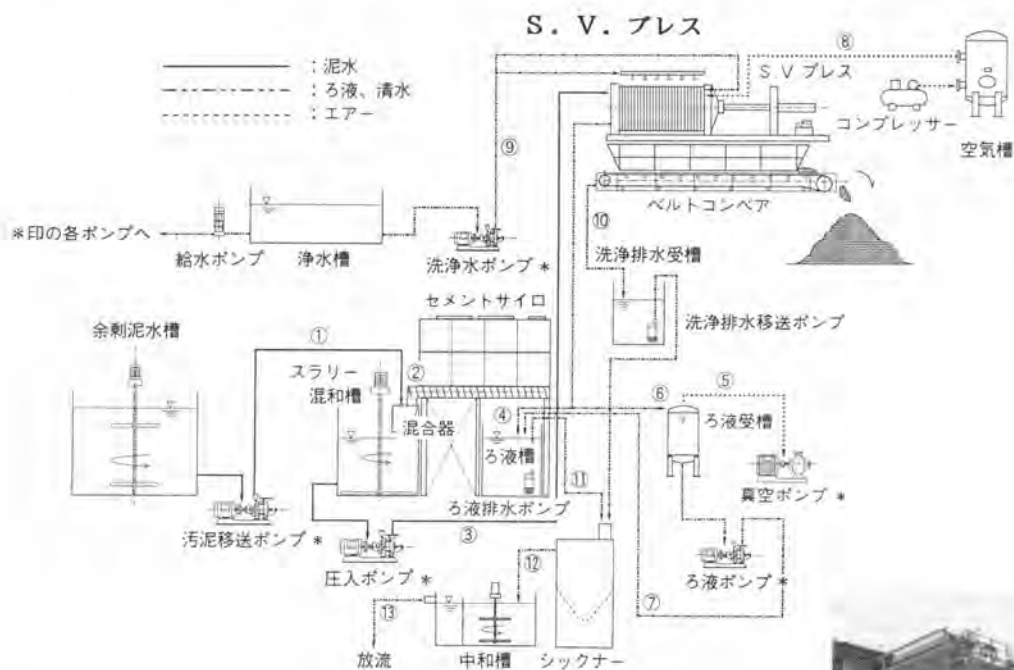 S．V．プレス
：泥水
：ろ液、清水
：エアー
⑧
S V プレス
コンプレッサー
空気槽
⑨
ベルトコンベア
⑩
＊印の各ポンプへ
給水ポンプ
浄水槽
洗浄水ポンプ＊
洗浄排水受槽
洗浄排水移送ポンプ
セメントサイロ
余剰泥水槽
①
スラリー
混和槽
②
混合器
④
ろ液槽
ろ液排水ポンプ
⑤
⑥
ろ液受槽
真空ポンプ＊
⑪
汚泥移送ポンプ＊
③
圧入ポンプ＊
ろ液ポンプ＊
⑦
⑫
⑬
放流
中和槽
シックナー